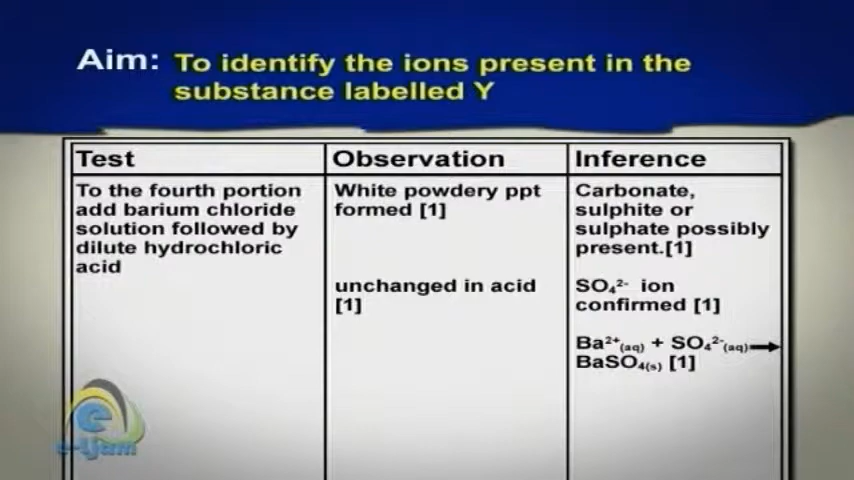 Aim: To identify the ions present in the
substance labelled Y
Test
Observation
Inference
To the fourth portion
add barium chloride
solution followed by
dilute hydrochloric
acid
White powdery ppt
formed [1]
unchanged in acid
[1]
Carbonate,
sulphite or
sulphate possibly
present.[1]
SO₄²⁻ ion
confirmed [1]
Ba²⁺(aq) + SO₄²⁻(aq) →
BaSO₄(s) [1]
e
e-ijam